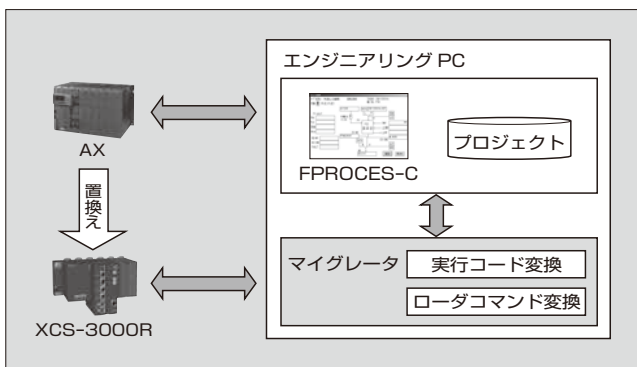 エンジニアリング PC
AX
FPROCES-C
プロジェクト
置換え
マイグレータ
実行コード変換
ローダコマンド変換
XCS-3000R